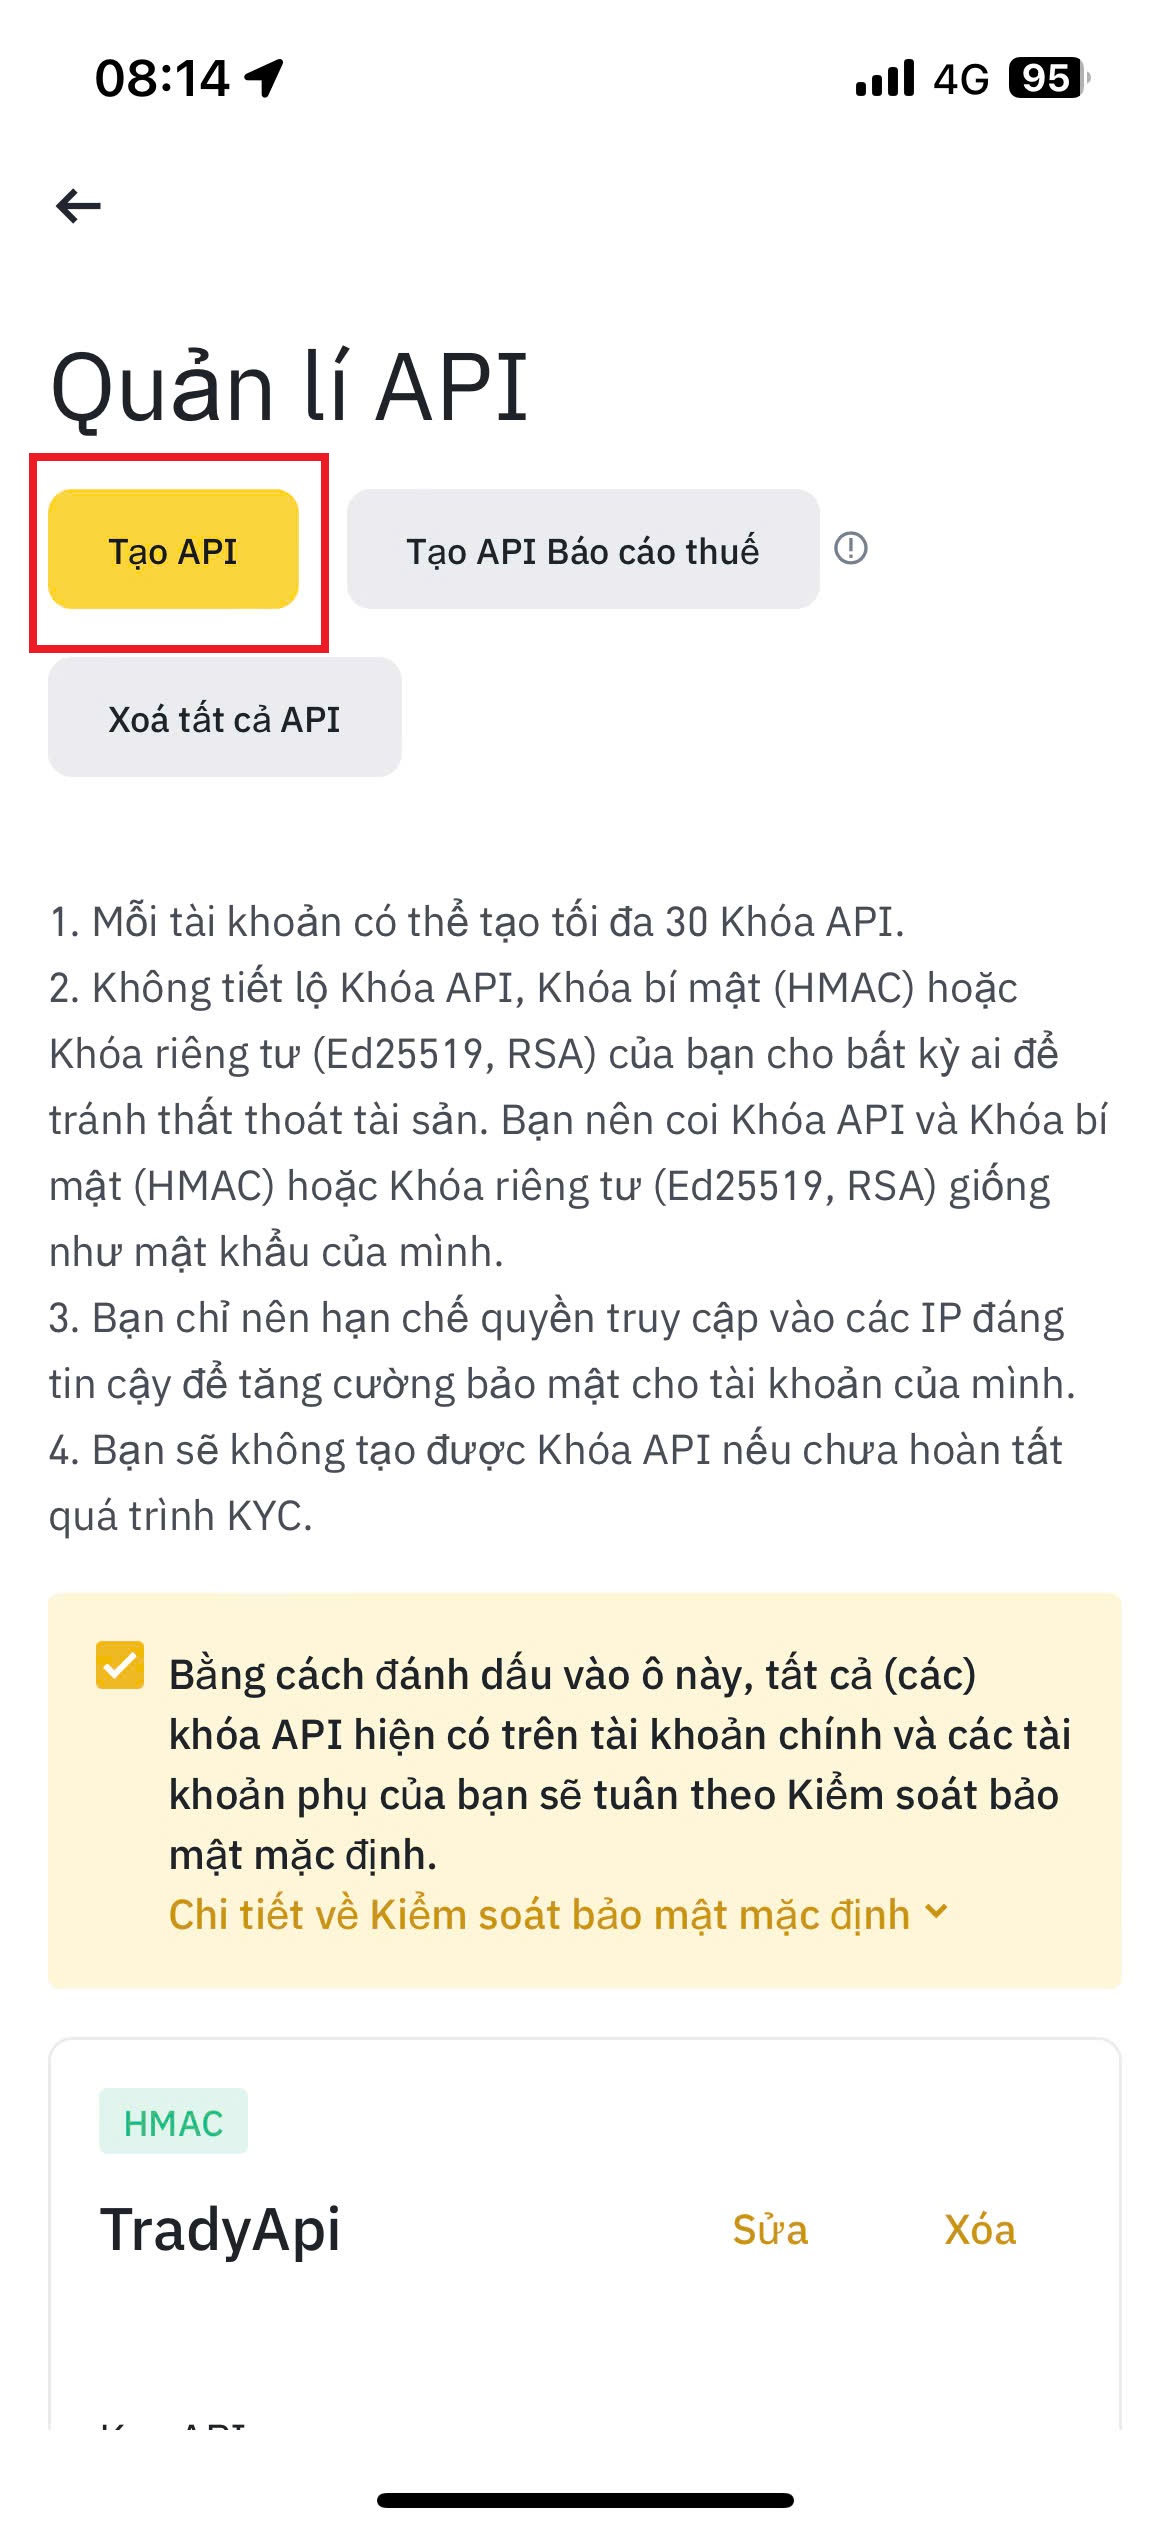 08:14
4G 95
Quản lí API
Tạo API
Tạo API Báo cáo thuế
Xoá tất cả API
1. Mỗi tài khoản có thể tạo tối đa 30 Khóa API.
2. Không tiết lộ Khóa API, Khóa bí mật (HMAC) hoặc
Khóa riêng tư (Ed25519, RSA) của bạn cho bất kỳ ai để
tránh thất thoát tài sản. Bạn nên coi Khóa API và Khóa bí
mật (HMAC) hoặc Khóa riêng tư (Ed25519, RSA) giống
như mật khẩu của mình.
3. Bạn chỉ nên hạn chế quyền truy cập vào các IP đáng
tin cậy để tăng cường bảo mật cho tài khoản của mình.
4. Bạn sẽ không tạo được Khóa API nếu chưa hoàn tất
quá trình KYC.
Bằng cách đánh dấu vào ô này, tất cả (các)
khóa API hiện có trên tài khoản chính và các tài
khoản phụ của bạn sẽ tuân theo Kiểm soát bảo
mật mặc định.
Chi tiết về Kiểm soát bảo mật mặc định
HMAC
TradyApi
Sửa
Xóa